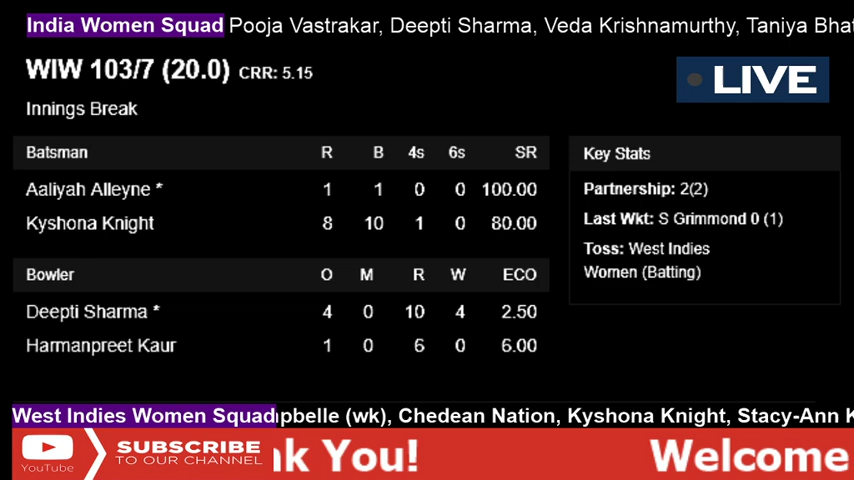 India Women Squad Pooja Vastrakar, Deepti Sharma, Veda Krishnamurthy, Taniya Bhat
WIW 103/7 (20.0) CRR: 5.15
LIVE
Innings Break
Batsman R B 4s 6s SR
Aaliyah Alleyne * 1 1 0 0 100.00
Kyshona Knight 8 10 1 0 80.00
Bowler O M R W ECO
Deepti Sharma * 4 0 10 4 2.50
Harmanpreet Kaur 1 0 6 0 6.00
Key Stats
Partnership: 2(2)
Last Wkt: S Grimmond 0 (1)
Toss: West Indies
Women (Batting)
West Indies Women Squad pbelle (wk), Chedean Nation, Kyshona Knight, Stacy-Ann K
YouTube SUBSCRIBE
TO OUR CHANNEL
nk You! Welcome